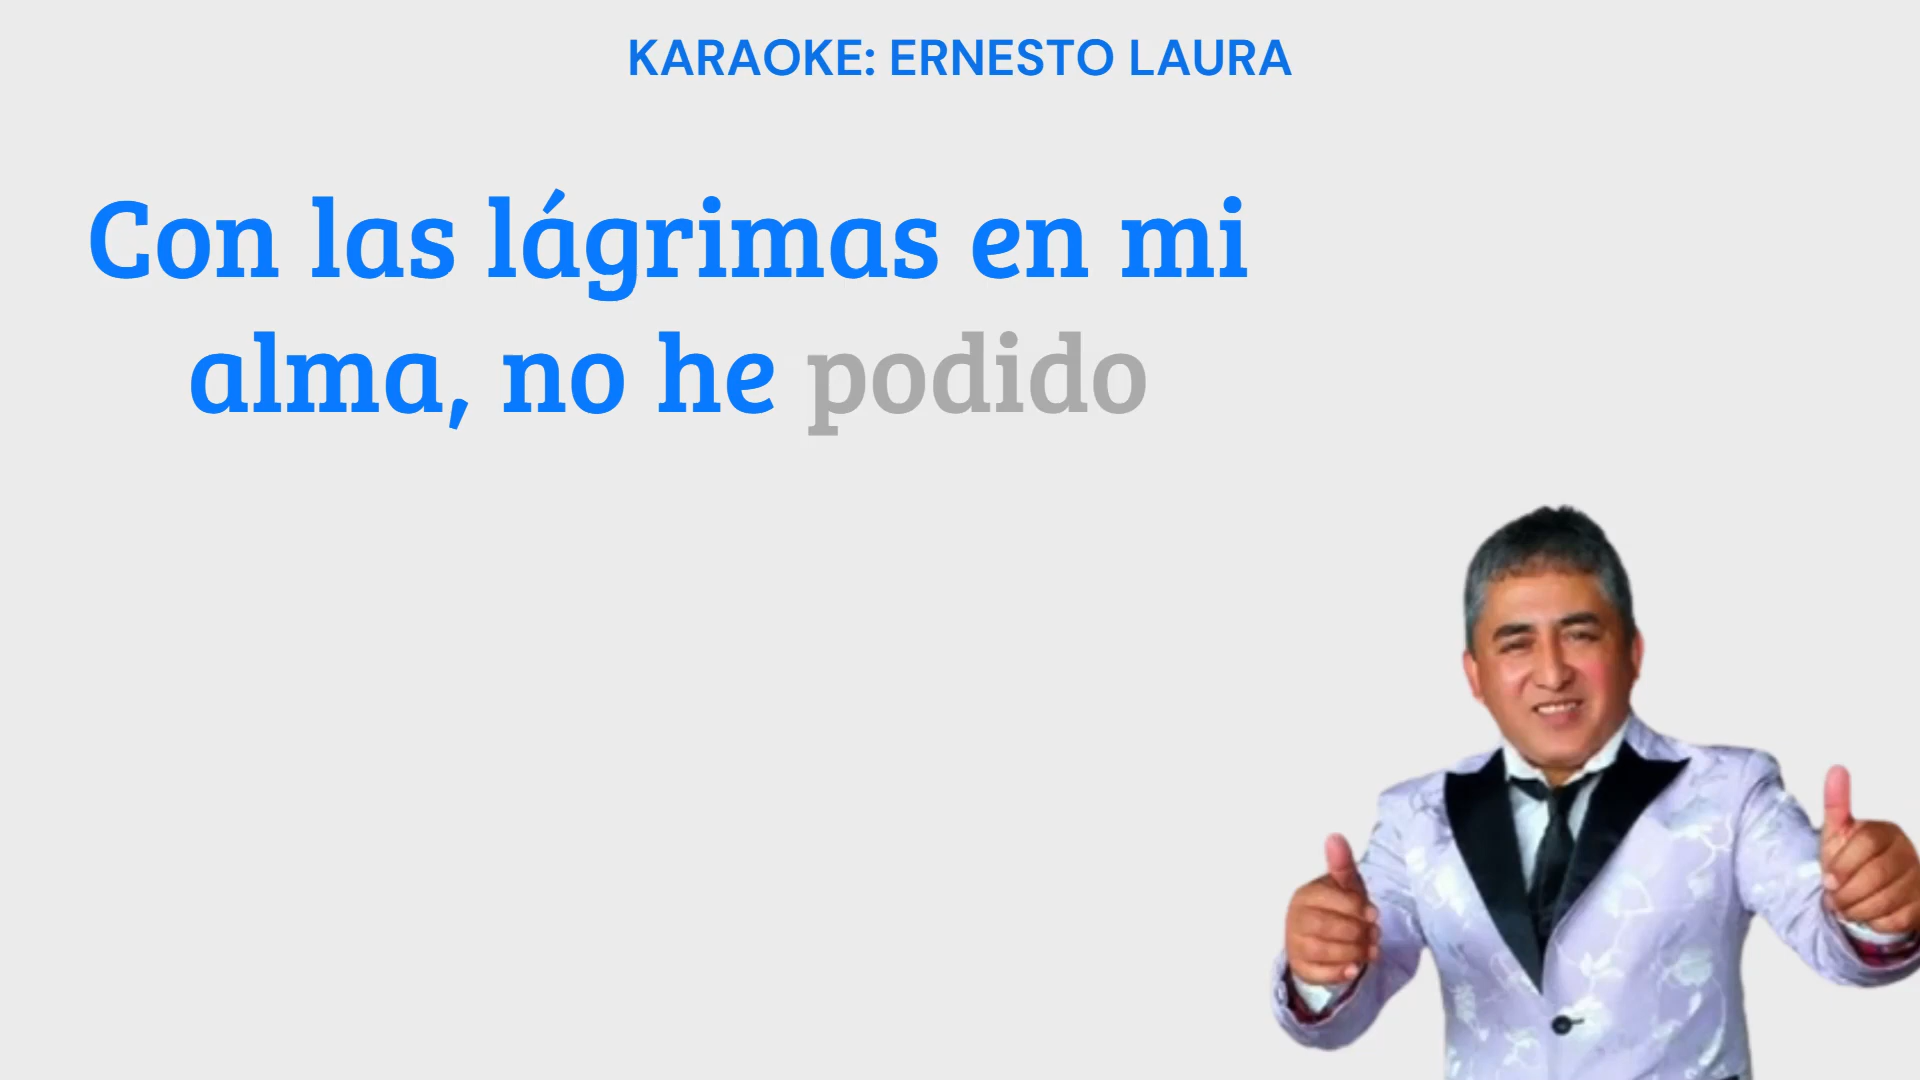 KARAOKE: ERNESTO LAURA
Con las lágrimas en mi
alma, no he podido